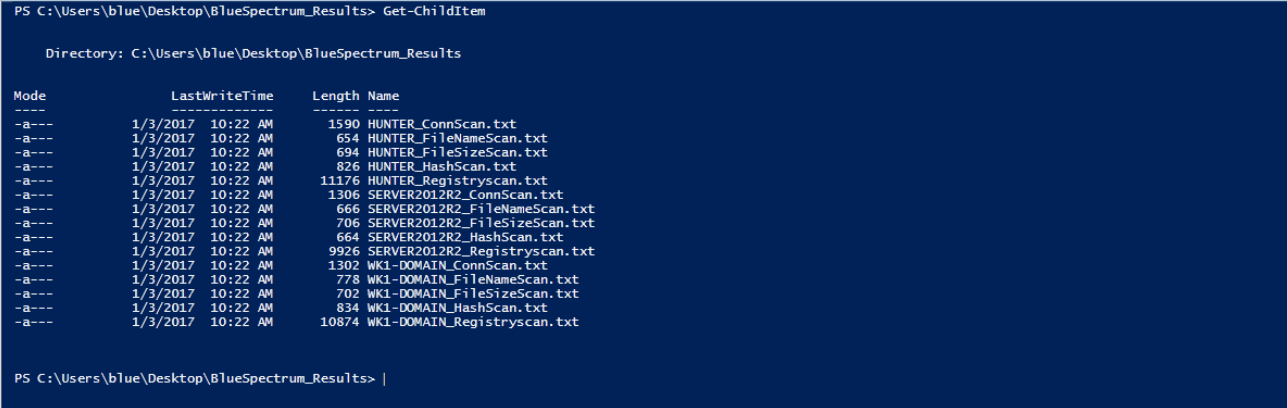 PS C:\Users\blue\Desktop\BlueSpectrum_Results> Get-ChildItem
Directory: C:\Users\blue\Desktop\BlueSpectrum_Results
Mode LastWriteTime Length Name
---- ------------- ------ ----
-a--- 1/3/2017 10:22 AM 1590 HUNTER_ConnScan.txt
-a--- 1/3/2017 10:22 AM 654 HUNTER_FileNameScan.txt
-a--- 1/3/2017 10:22 AM 694 HUNTER_FileSizeScan.txt
-a--- 1/3/2017 10:22 AM 826 HUNTER_HashScan.txt
-a--- 1/3/2017 10:22 AM 11176 HUNTER_Registryscan.txt
-a--- 1/3/2017 10:22 AM 1306 SERVER2012R2_ConnScan.txt
-a--- 1/3/2017 10:22 AM 666 SERVER2012R2_FileNameScan.txt
-a--- 1/3/2017 10:22 AM 706 SERVER2012R2_FileSizeScan.txt
-a--- 1/3/2017 10:22 AM 664 SERVER2012R2_HashScan.txt
-a--- 1/3/2017 10:22 AM 9926 SERVER2012R2_Registryscan.txt
-a--- 1/3/2017 10:22 AM 1302 WK1-DOMAIN_ConnScan.txt
-a--- 1/3/2017 10:22 AM 778 WK1-DOMAIN_FileNameScan.txt
-a--- 1/3/2017 10:22 AM 702 WK1-DOMAIN_FileSizeScan.txt
-a--- 1/3/2017 10:22 AM 834 WK1-DOMAIN_HashScan.txt
-a--- 1/3/2017 10:22 AM 10874 WK1-DOMAIN_Registryscan.txt
PS C:\Users\blue\Desktop\BlueSpectrum_Results>